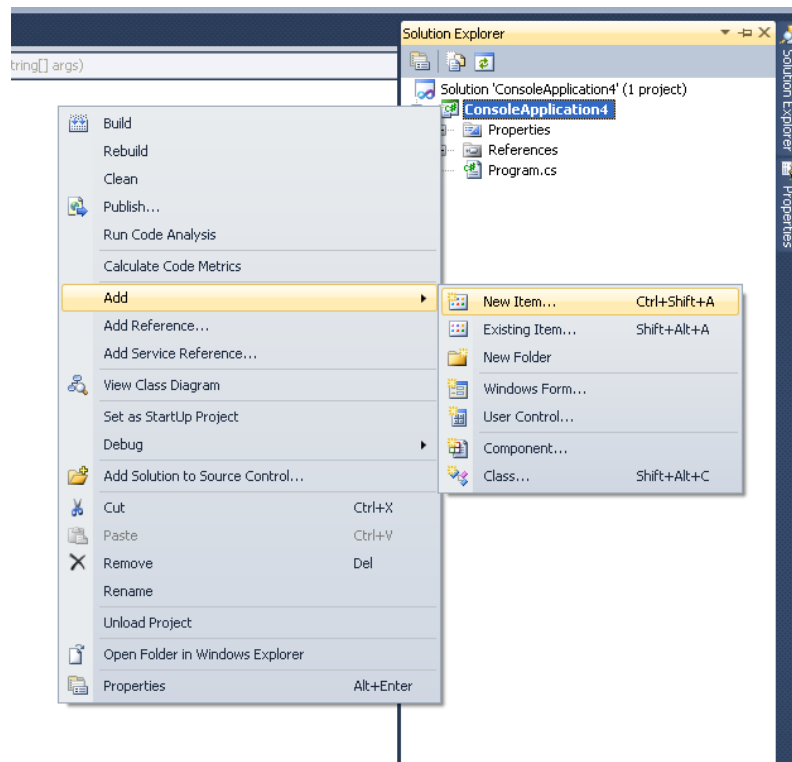 Solution Explorer
tring[] args)
Solution 'ConsoleApplication4' (1 project)
ConsoleApplication4
Properties
References
Program.cs
Build
Rebuild
Clean
Publish...
Run Code Analysis
Calculate Code Metrics
Add
Add Reference...
Add Service Reference...
View Class Diagram
Set as StartUp Project
Debug
Add Solution to Source Control...
Cut Ctrl+X
Paste Ctrl+V
Remove Del
Rename
Unload Project
Open Folder in Windows Explorer
Properties Alt+Enter
New Item... Ctrl+Shift+A
Existing Item... Shift+Alt+A
New Folder
Windows Form...
User Control...
Component...
Class... Shift+Alt+C
Solution Explorer
Properties